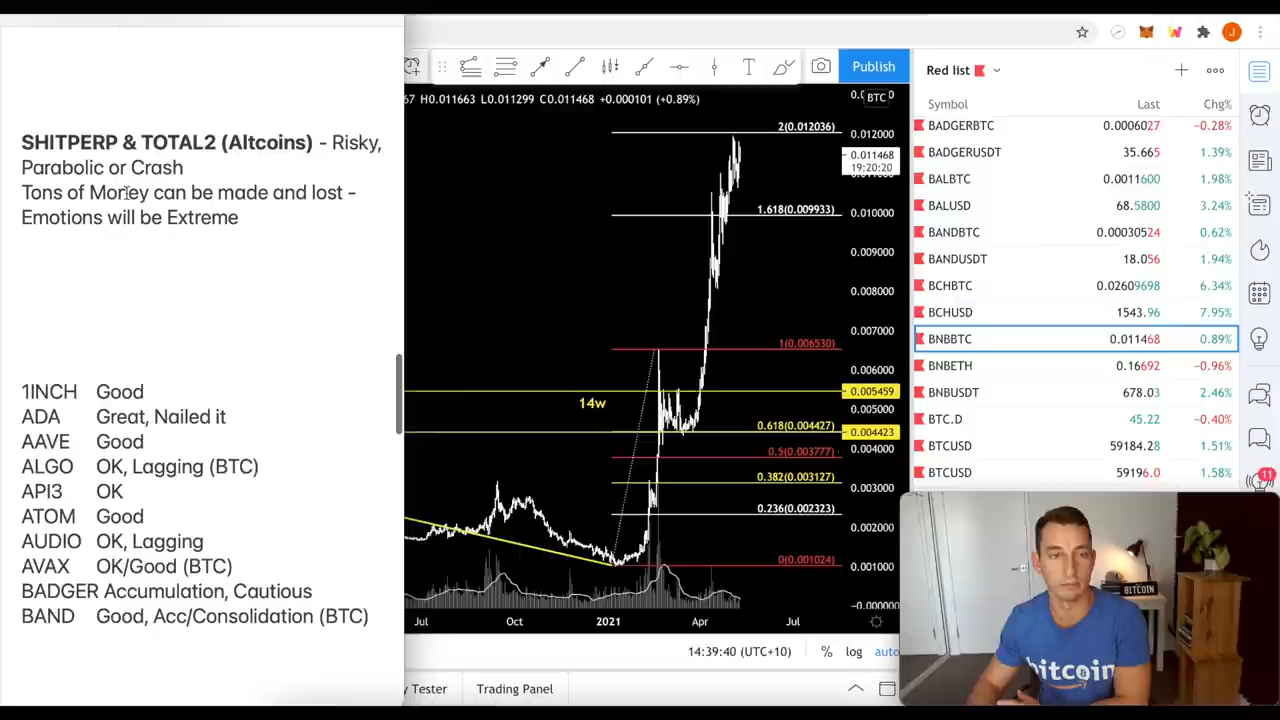 SHITPERP & TOTAL2 (Altcoins) - Risky,
Parabolic or Crash
Tons of Money can be made and lost -
Emotions will be Extreme
1INCH Good
ADA Great, Nailed it
AAVE Good
ALGO OK, Lagging (BTC)
API3 OK
ATOM Good
AUDIO OK, Lagging
AVAX OK/Good (BTC)
BADGER Accumulation, Cautious
BAND Good, Acc/Consolidation (BTC)
J
T
Publish
67 H0.011663 L0.011299 C0.011468 +0.000101 (+0.89%)
BTC
2(0.012036)
0.012000
0.011468
19:20:20
1.618(0.009933)
0.010000
0.009000
0.008000
0.007000
1(0.006530)
0.006000
0.005459
14w
0.005000
0.618(0.004427)
0.004423
0.5(0.003777)
0.004000
0.382(0.003127)
0.003000
0.236(0.002323)
0.002000
0(0.001024)
0.001000
−0.000000
Jul Oct 2021 Apr Jul
14:39:40 (UTC+10) % log auto
y Tester Trading Panel
Red list
Symbol Last Chg%
BADGERBTC 0.0006027 −0.28%
BADGERUSDT 35.665 1.39%
BALBTC 0.0011600 1.98%
BALUSD 68.5800 3.24%
BANDBTC 0.00030524 0.62%
BANDUSDT 18.056 1.94%
BCHBTC 0.02609698 6.34%
BCHUSD 1543.96 7.95%
BNBBTC 0.011468 0.89%
BNBETH 0.16692 −0.96%
BNBUSDT 678.03 2.46%
BTC.D 45.22 −0.40%
BTCUSD 59184.28 1.51%
BTCUSD 59196.0 1.58%
11
BITCOIN
bitcoin